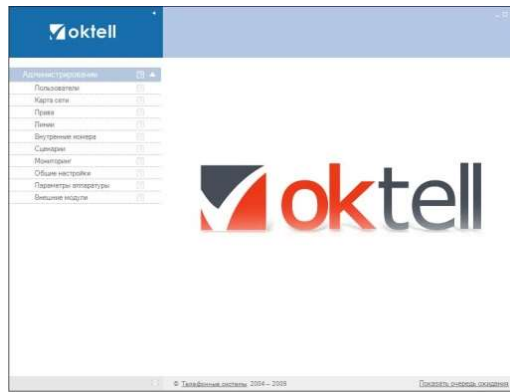 oktell
Администрирование
Пользователи
Карта сети
Права
Линии
Внутренние номера
Сценарии
Мониторинг
Общие настройки
Параметры аппаратуры
Внешние модули
oktell
© Телефонные системы 2004 – 2005
Показать очередь ожидания